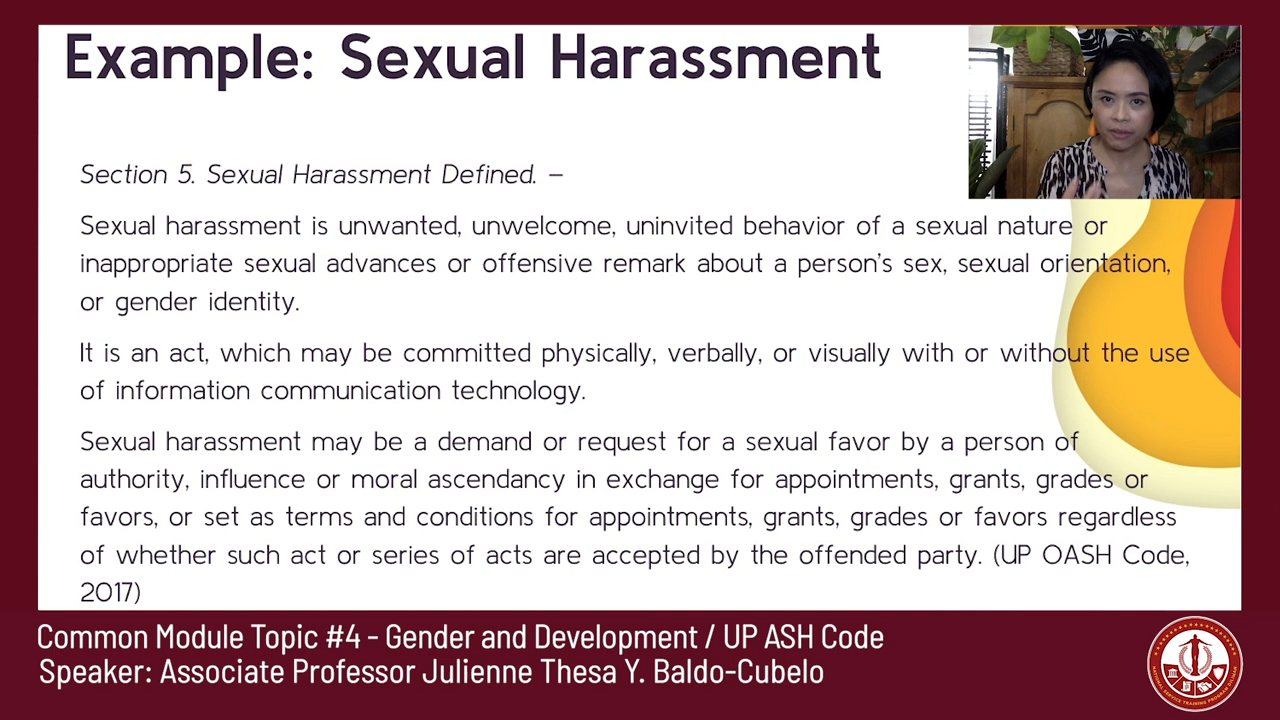 Example: Sexual Harassment
Section 5. Sexual Harassment Defined. –
Sexual harassment is unwanted, unwelcome, uninvited behavior of a sexual nature or
inappropriate sexual advances or offensive remark about a person's sex, sexual orientation,
or gender identity.
It is an act, which may be committed physically, verbally, or visually with or without the use
of information communication technology.
Sexual harassment may be a demand or request for a sexual favor by a person of
authority, influence or moral ascendancy in exchange for appointments, grants, grades or
favors, or set as terms and conditions for appointments, grants, grades or favors regardless
of whether such act or series of acts are accepted by the offended party. (UP OASH Code,
2017)
Common Module Topic #4 - Gender and Development / UP ASH Code
Speaker: Associate Professor Julienne Thesa Y. Baldo-Cubelo
NATIONAL SERVICE TRAINING PROGRAM DILIMAN